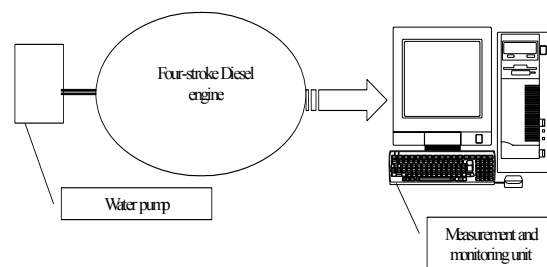 Four-stroke Diesel
engine
Water pump
Measurement and
monitoring unit